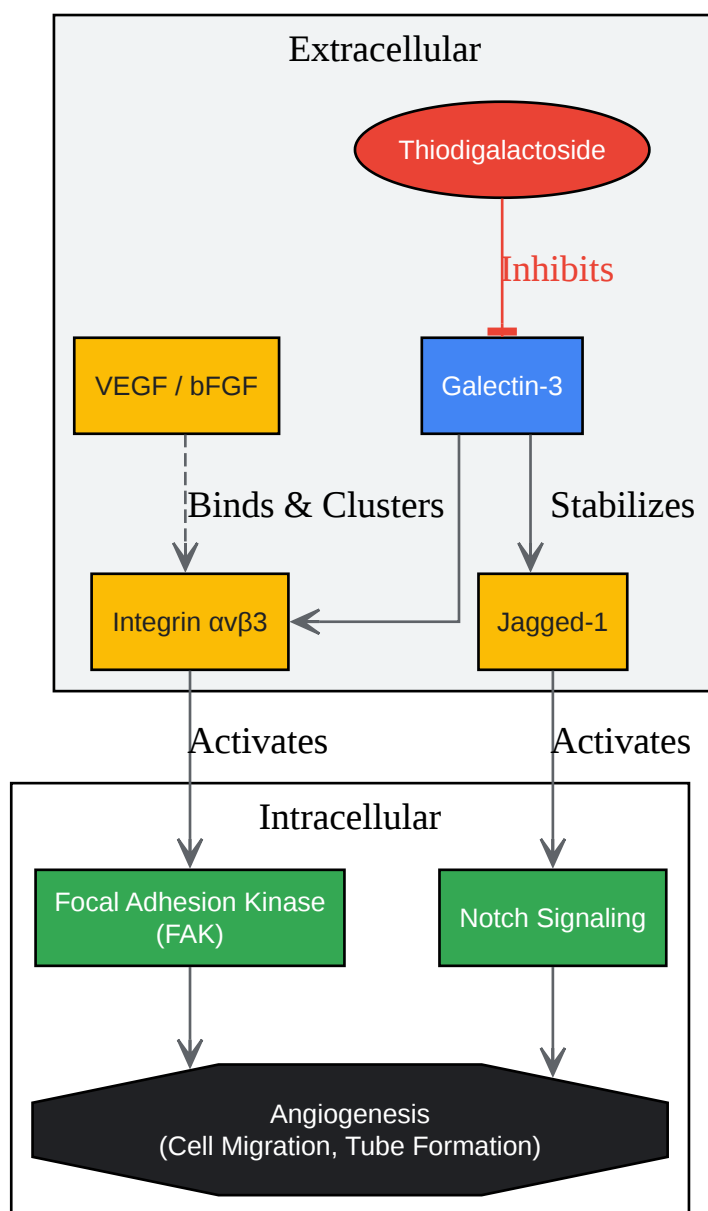 Extracellular
Thiodigalactoside
Inhibits
VEGF / bFGF
Galectin-3
Binds & Clusters
Stabilizes
Integrin αvβ3
Jagged-1
Activates
Activates
Intracellular
Focal Adhesion Kinase
(FAK)
Notch Signaling
Angiogenesis
(Cell Migration, Tube Formation)